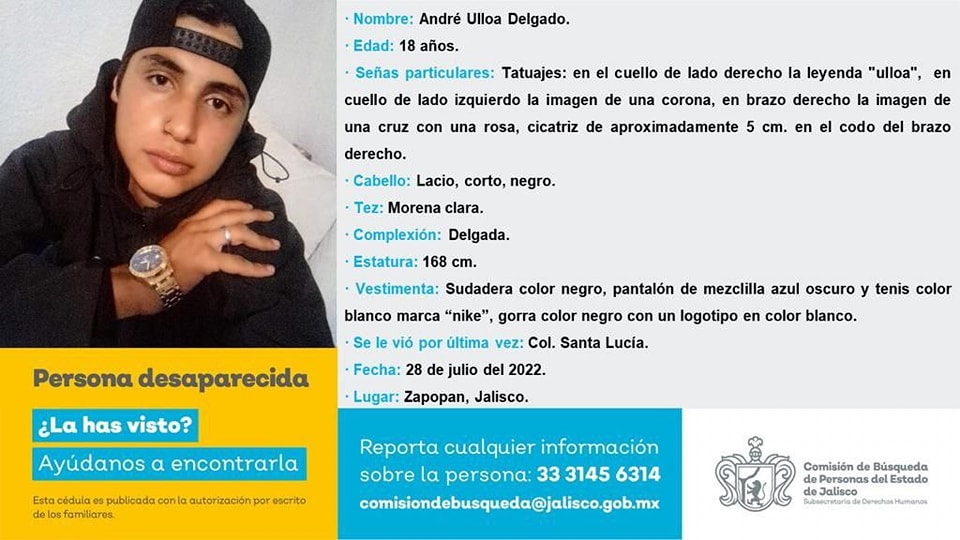 · Nombre: André Ulloa Delgado.
· Edad: 18 años.
· Señas particulares: Tatuajes: en el cuello de lado derecho la leyenda "ulloa", en
cuello de lado izquierdo la imagen de una corona, en brazo derecho la imagen de
una cruz con una rosa, cicatriz de aproximadamente 5 cm. en el codo del brazo
derecho.
· Cabello: Lacio, corto, negro.
· Tez: Morena clara.
· Complexión: Delgada.
· Estatura: 168 cm.
· Vestimenta: Sudadera color negro, pantalón de mezclilla azul oscuro y tenis color
blanco marca “nike”, gorra color negro con un logotipo en color blanco.
· Se le vió por última vez: Col. Santa Lucía.
· Fecha: 28 de julio del 2022.
· Lugar: Zapopan, Jalisco.
Persona desaparecida
¿La has visto?
Ayúdanos a encontrarla
Esta cédula es publicada con la autorización por escrito
de los familiares.
Reporta cualquier información
sobre la persona: 33 3145 6314
comisiondebusqueda@jalisco.gob.mx
Comisión de Búsqueda
de Personas del Estado
de Jalisco
Subsecretaría de Derechos Humanos